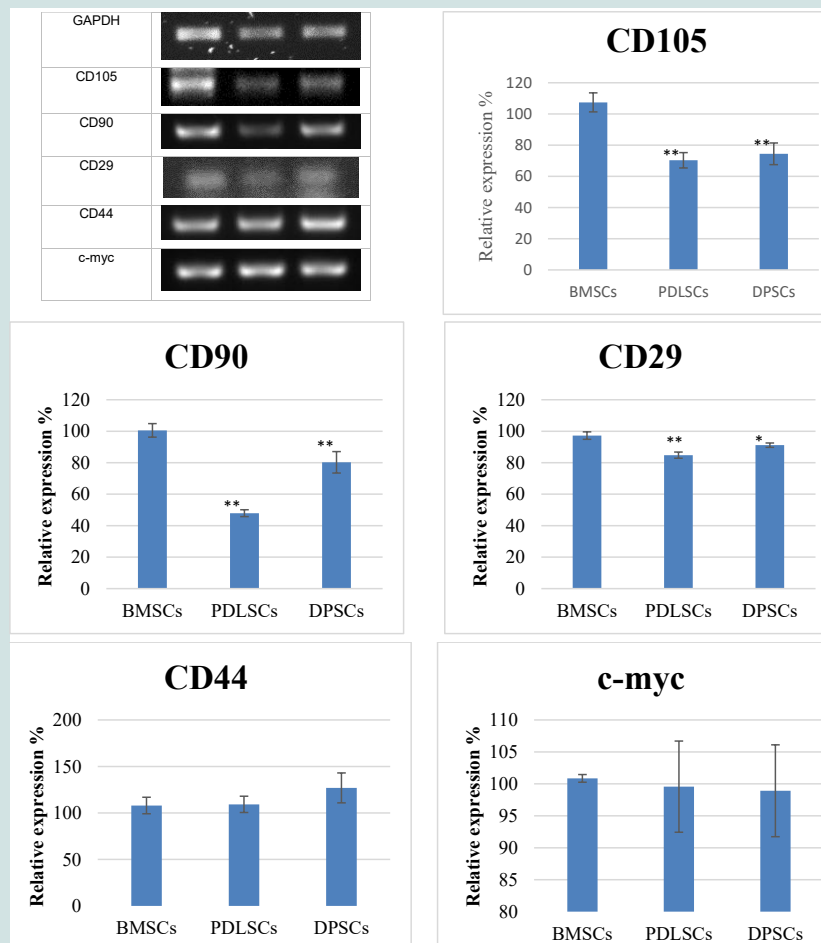 GAPDH
CD105
CD90
CD29
CD44
c-myc
CD105
Relative expression %
120
100
80
60
40
20
0
**
**
BMSCs PDLSCs DPSCs
CD90
Relative expression %
120
100
80
60
40
20
0
**
**
BMSCs PDLSCs DPSCs
CD29
Relative expression %
120
100
80
60
40
20
0
**
*
BMSCs PDLSCs DPSCs
CD44
Relative expression %
200
150
100
50
0
BMSCs PDLSCs DPSCs
c-myc
Relative expression %
110
105
100
95
90
85
80
BMSCs PDLSCs DPSCs